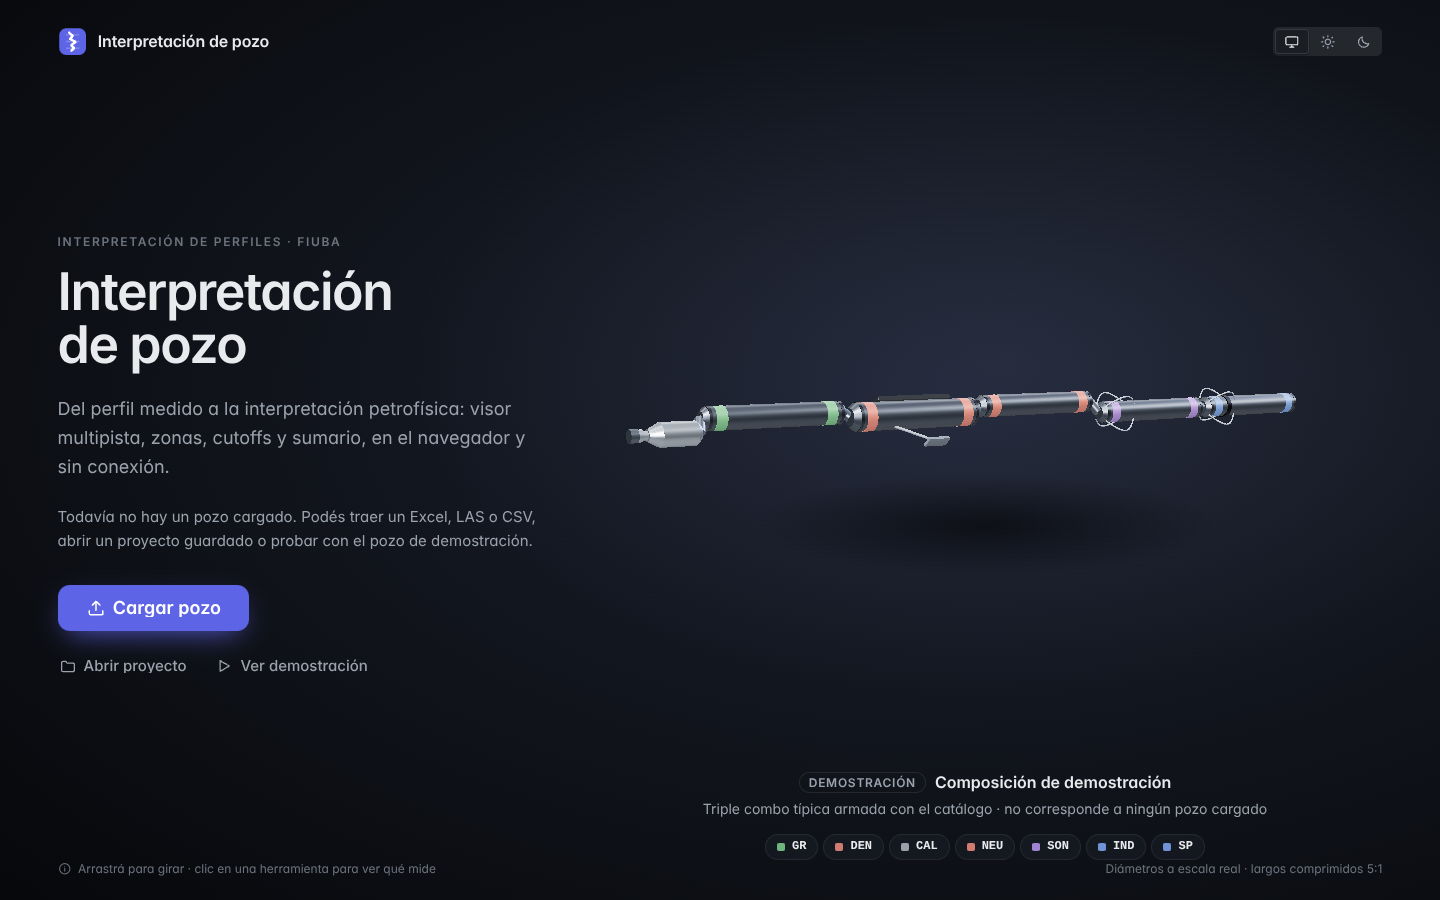 Interpretación de pozo
INTERPRETACIÓN DE PERFILES · FIUBA
Interpretación
de pozo
Del perfil medido a la interpretación petrofísica: visor
multipista, zonas, cutoffs y sumario, en el navegador y
sin conexión.
Todavía no hay un pozo cargado. Podés traer un Excel, LAS o CSV,
abrir un proyecto guardado o probar con el pozo de demostración.
Cargar pozo
Abrir proyecto Ver demostración
DEMOSTRACIÓN Composición de demostración
Triple combo típica armada con el catálogo · no corresponde a ningún pozo cargado
GR DEN CAL NEU SON IND SP
Arrastrá para girar · clic en una herramienta para ver qué mide
Diámetros a escala real · largos comprimidos 5:1